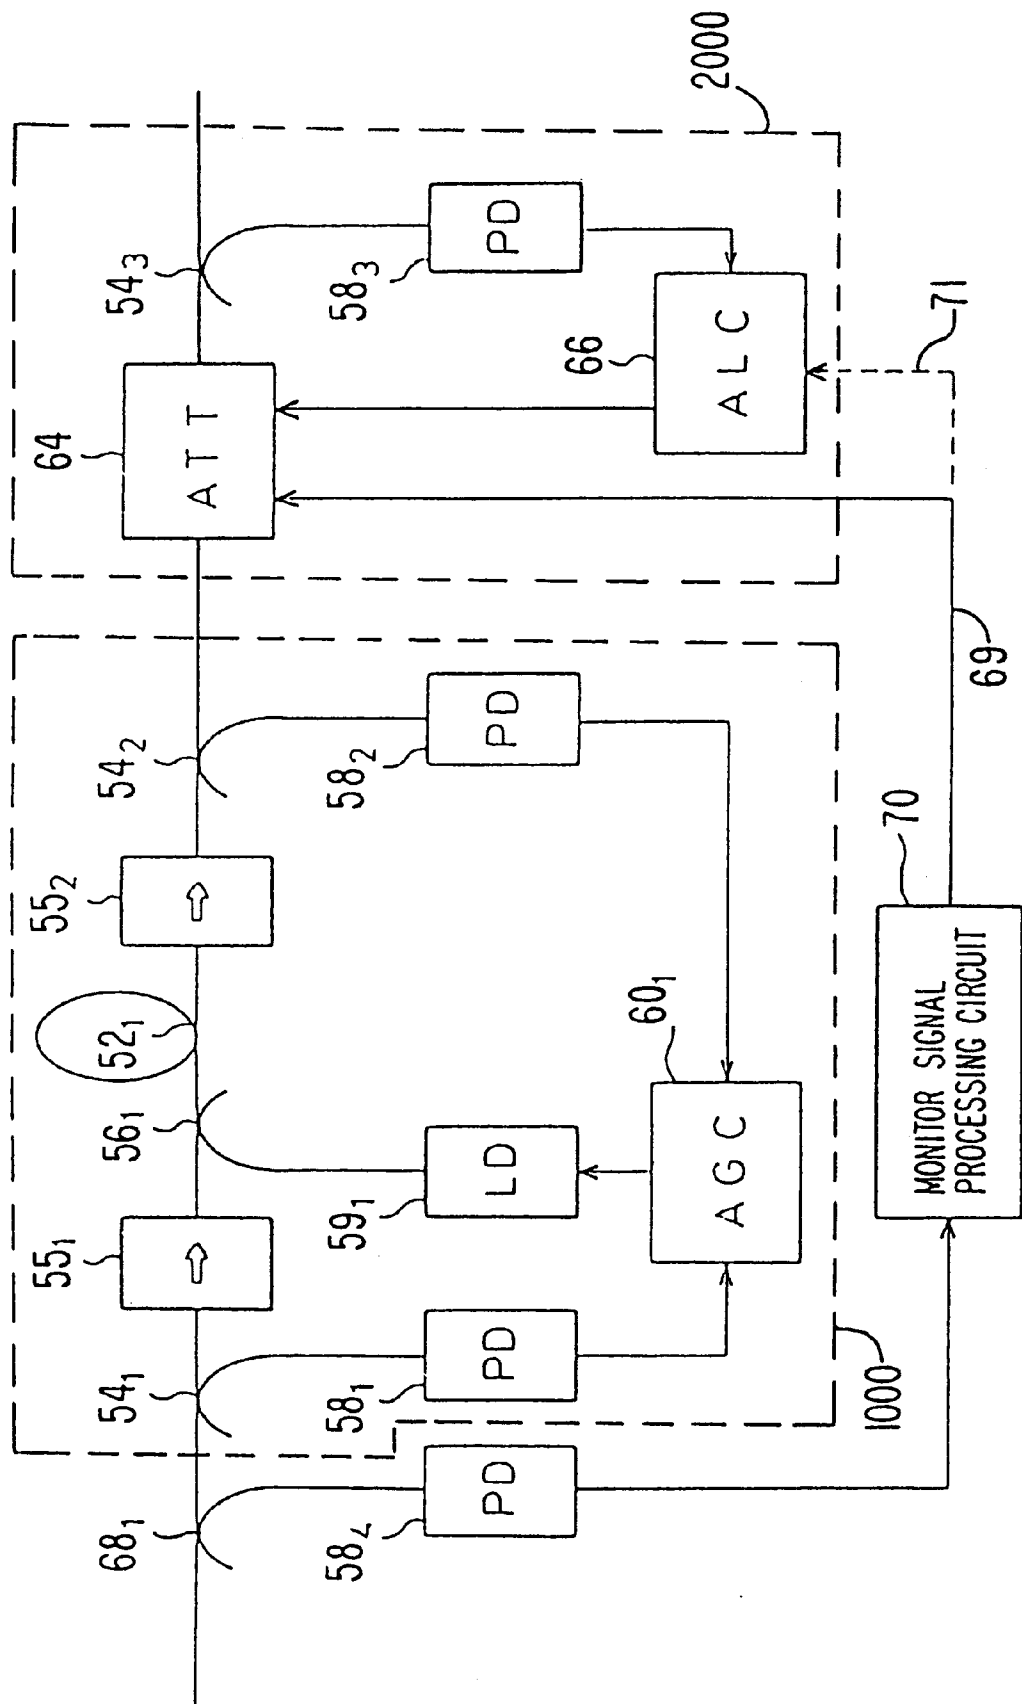 55₁
55₂
64
68₁
54₁
56₁
52₁
54₂
54₃
ATT
58₄
58₁
59₁
58₂
58₃
PD
PD
LD
PD
PD
66
60₁
2000
AGC
ALC
1000
70
71
69
MONITOR SIGNAL
PROCESSING CIRCUIT